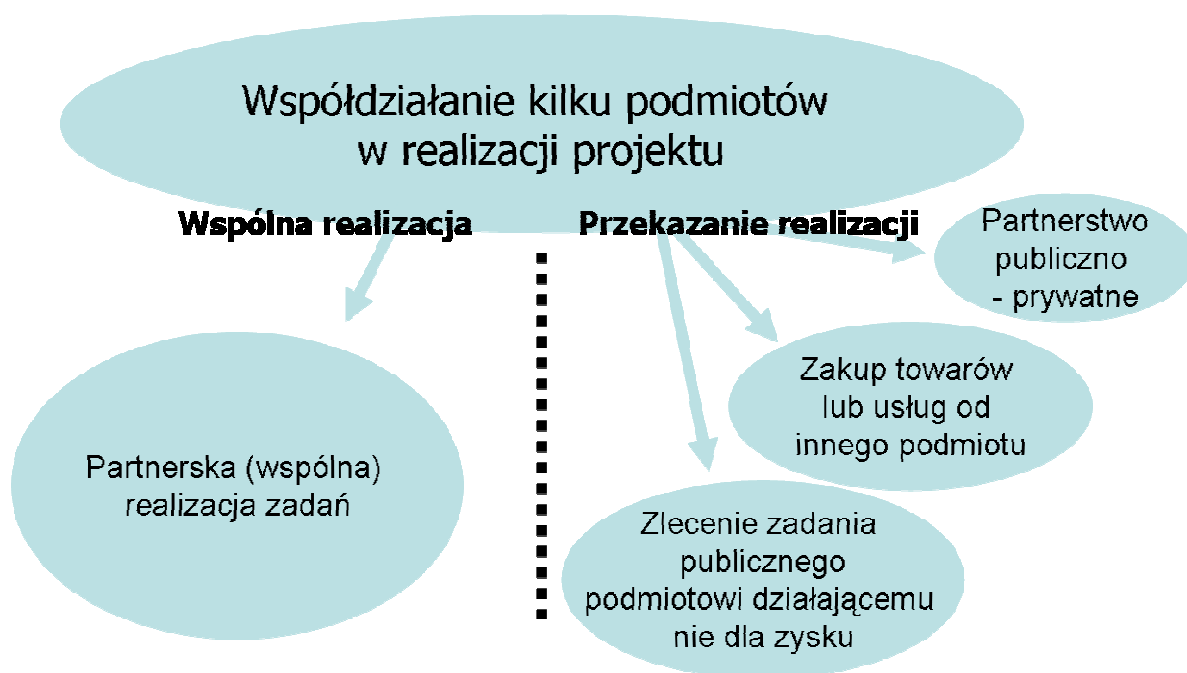 Współdziałanie kilku podmiotów
w realizacji projektu
Wspólna realizacja
Przekazanie realizacji
Partnerstwo
publiczno
- prywatne
Zakup towarów
lub usług od
innego podmiotu
Partnerska (wspólna)
realizacja zadań
Zlecenie zadania
publicznego
podmiotowi działającemu
nie dla zysku